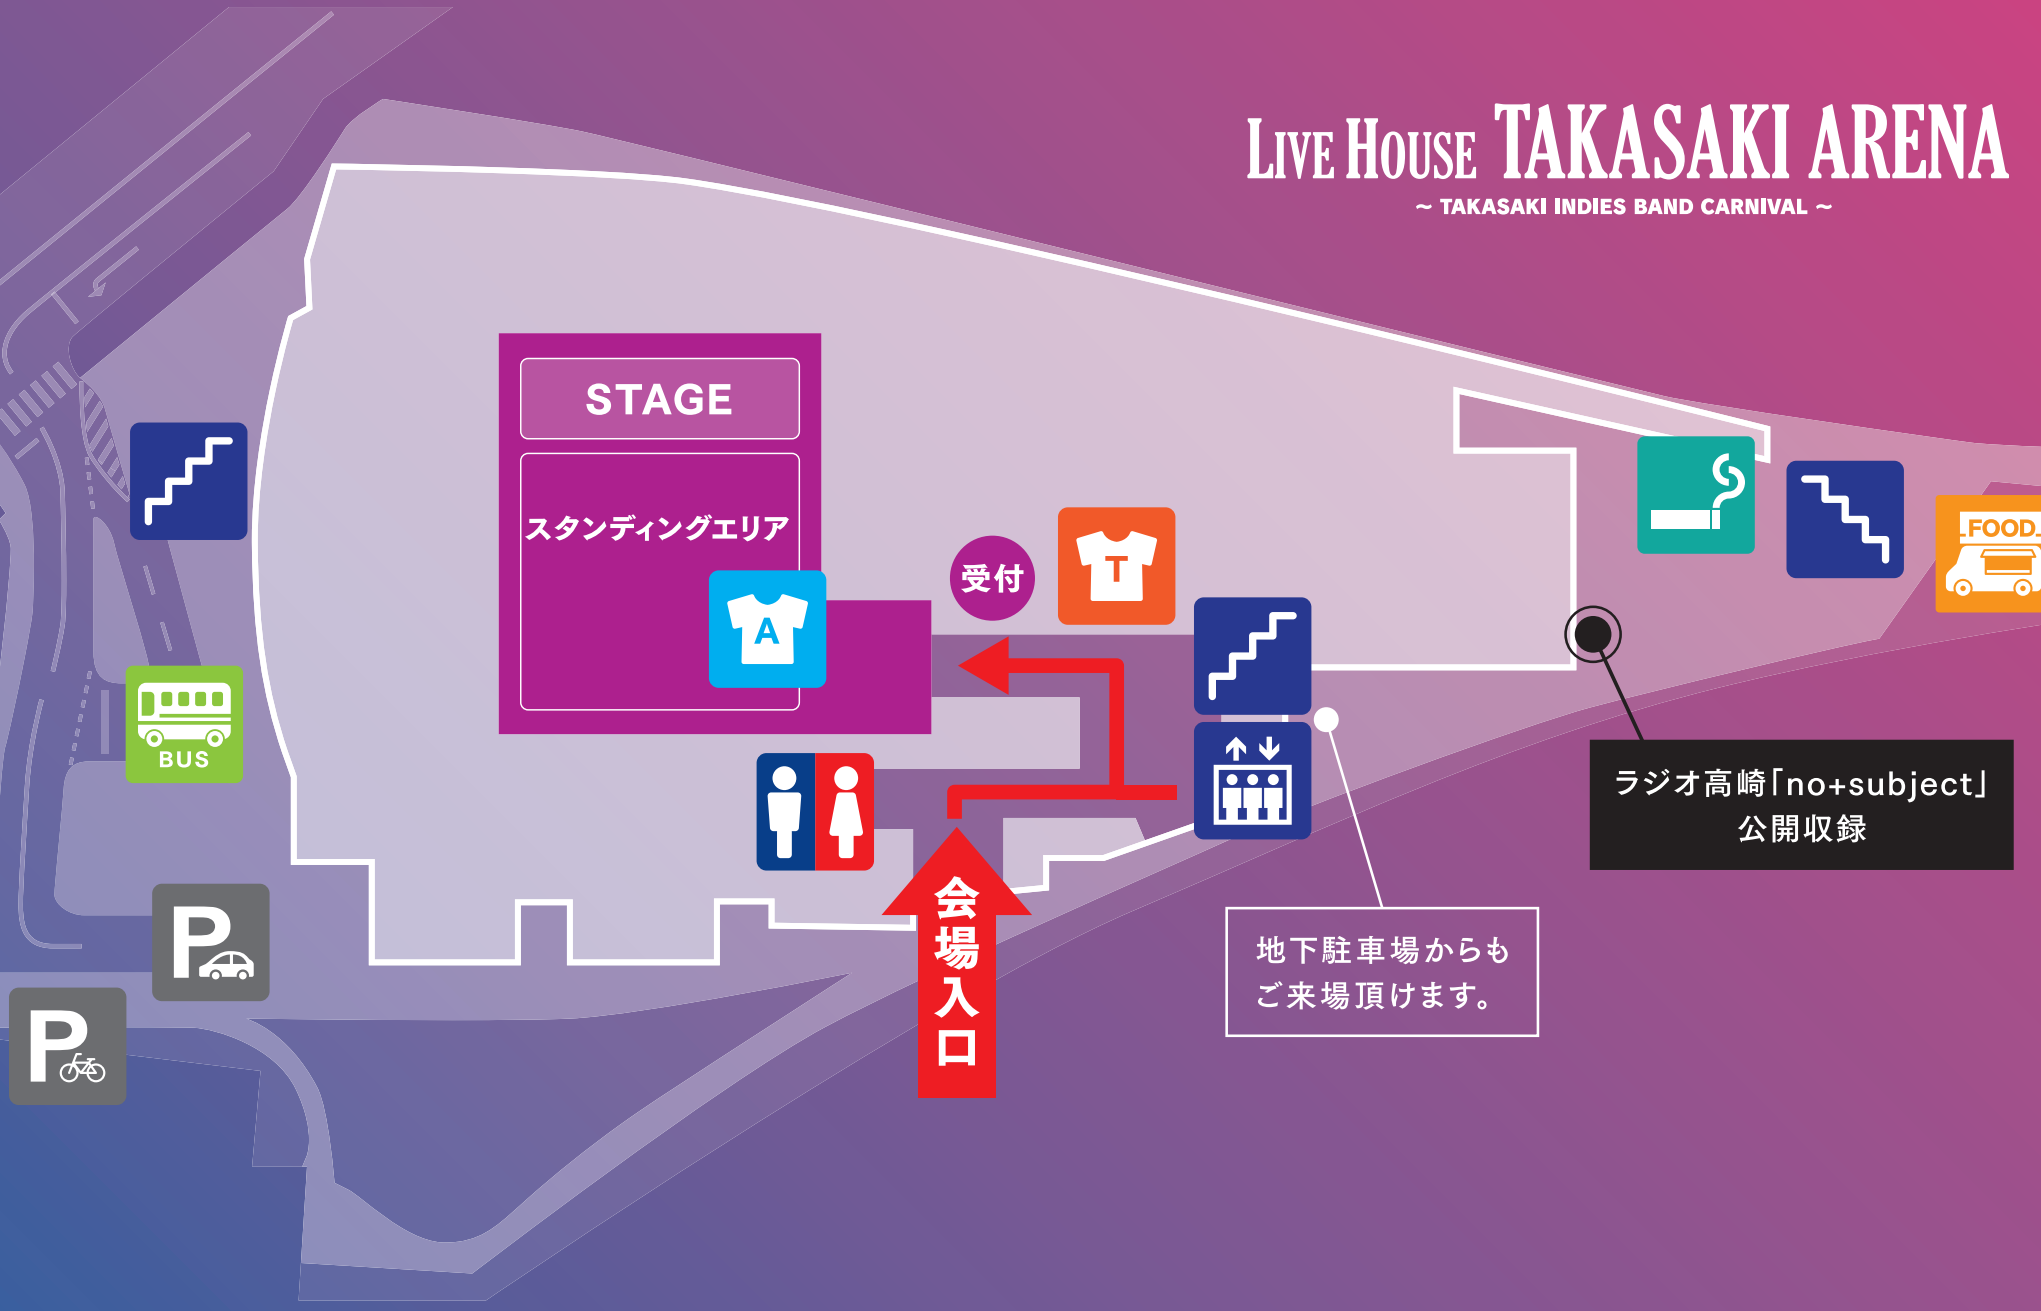 LIVE HOUSE TAKASAKI ARENA
~ TAKASAKI INDIES BAND CARNIVAL ~
STAGE
スタンディングエリア
A
受付
T
FOOD
BUS
ラジオ高崎「no+subject」
公開収録
会場入口
地下駐車場からも
ご来場頂けます。
P
P